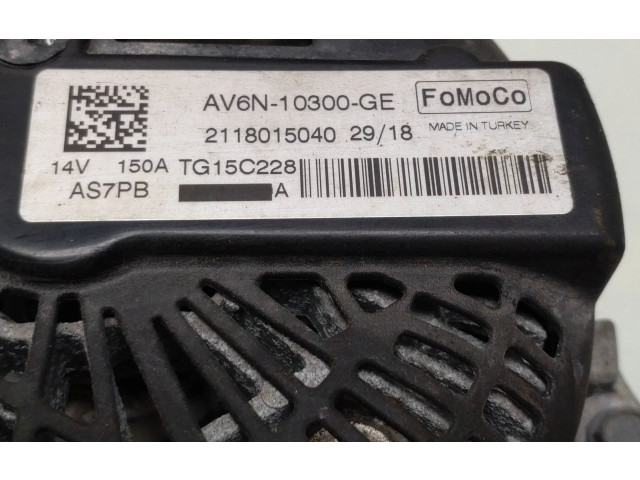 AV6N-10300-GE FoMoCo
2118015040 29/18 MADE IN TURKEY
14V 150A TG15C228
AS7PB A